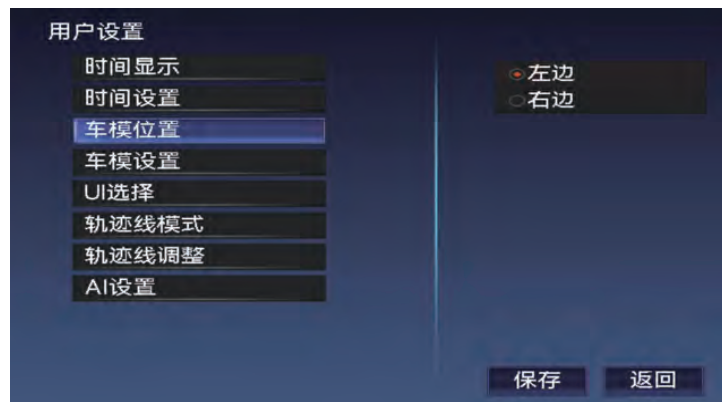 用户设置
时间显示
时间设置
车模位置
车模设置
UI选择
轨迹线模式
轨迹线调整
AI设置
左边
右边
保存
返回